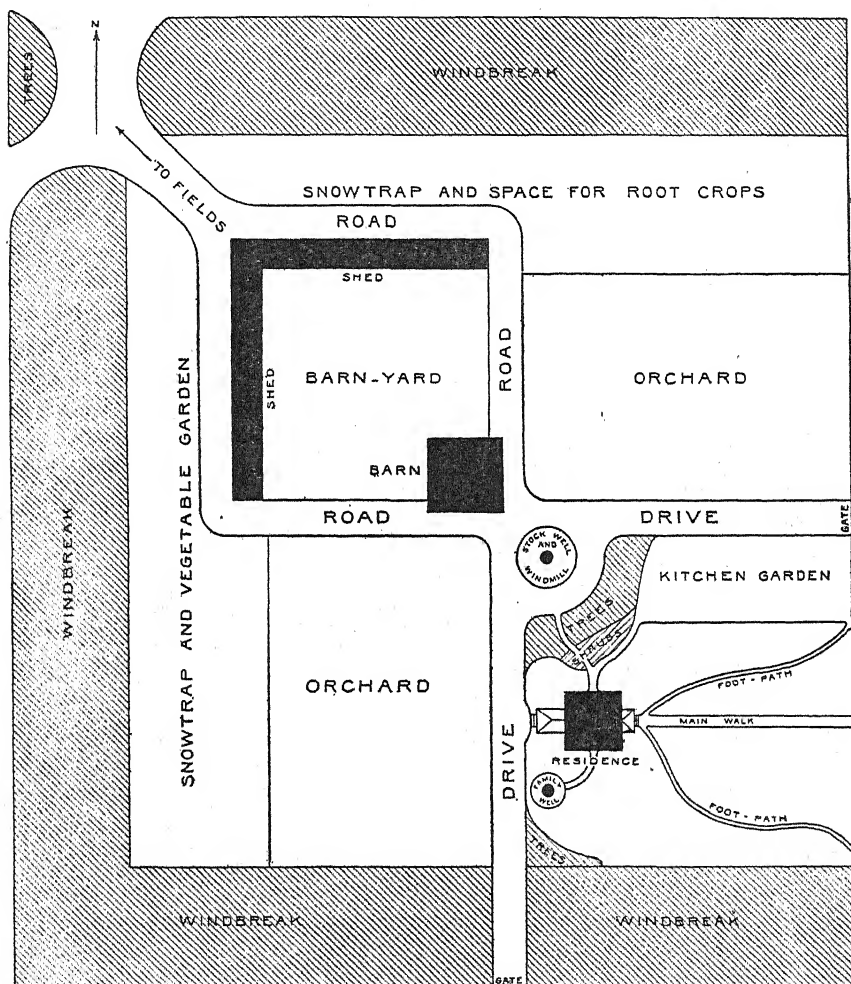 N
TREES
WINDBREAK
TO FIELDS
SNOWTRAP AND SPACE FOR ROOT CROPS
ROAD
SHED
SHED
BARN-YARD
ROAD
ORCHARD
SNOWTRAP AND VEGETABLE GARDEN
WINDBREAK
BARN
ROAD
DRIVE
GATE
STOCK WELL
AND
WINDMILL
KITCHEN GARDEN
TREES
SHRUBS
ORCHARD
FOOT-PATH
MAIN WALK
DRIVE
RESIDENCE
FAMILY
WELL
FOOT-PATH
TREES
WINDBREAK
WINDBREAK
GATE